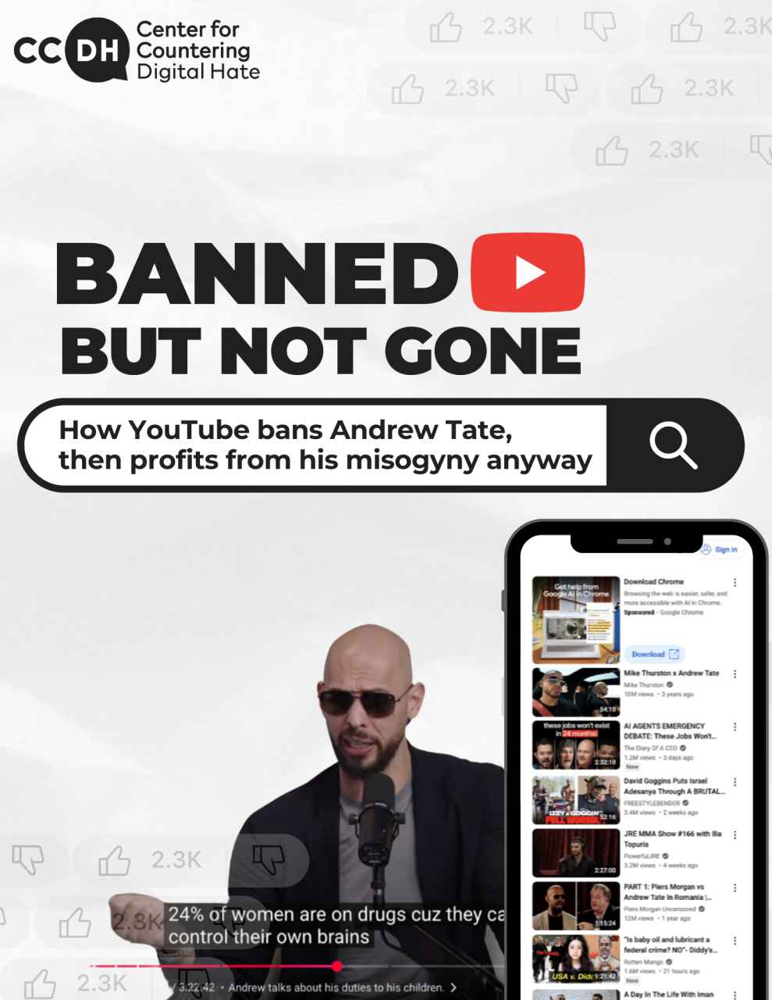 CC DH
Center for
Countering
Digital Hate
2.3K
2.3K
2.3K
2.3K
2.3K
BANNED
BUT NOT GONE
How YouTube bans Andrew Tate,
then profits from his misogyny anyway
Sign in
Get help from
Google AI in Chrome
Download Chrome
Browsing the web is easier, safer, and
more accessible with AI in Chrome.
Sponsored · Google Chrome
Download
54:10
Mike Thurston x Andrew Tate
Mike Thurston
10M views • 3 years ago
these jobs won't exist
in 24 months!
2:32:10
AI AGENTS EMERGENCY
DEBATE: These Jobs Won't...
The Diary Of A CEO
1.2M views • 3 days ago
New
IZZY & GOGGIN
FULL WORKOU
52:16
David Goggins Puts Israel
Adesanya Through A BRUTAL...
FREESTYLEBENDER
3.4M views • 2 weeks ago
2:27:00
JRE MMA Show #166 with Ilia
Topuria
PowerfulJRE
3.2M views • 4 weeks ago
1:15:24
PART 1: Piers Morgan vs
Andrew Tate In Romania |...
Piers Morgan Uncensored
12M views • 1 year ago
USA v. Didd
1:21:42
"Is baby oil and lubricant a
federal crime? NO"- Diddy's...
Rotten Mango
1.6M views • 21 hours ago
New
A Day In The Life With Iman
2.3K
2.3K
2.3K
24% of women are on drugs cuz they ca
control their own brains
/ 3:22:42 • Andrew talks about his duties to his children. >